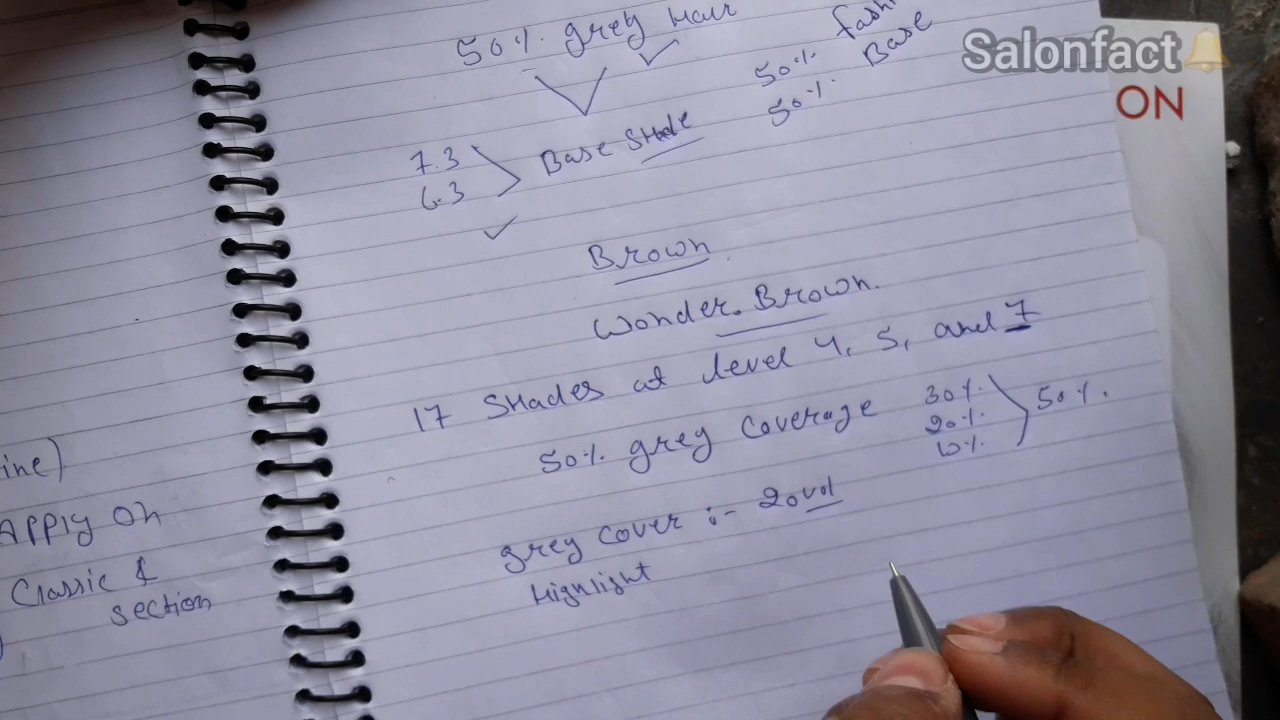 50% grey Hair
50% fashi
50% Base
7.3
6.3
Base SHade
Brown
Wonder. Brown.
17 SHades at level 4, 5, and 7
50% grey coverage
30%
20%
10%
50%.
grey cover :- 20vol
Highlight
ine)
Apply on
Classic &
section
Salonfact
ON